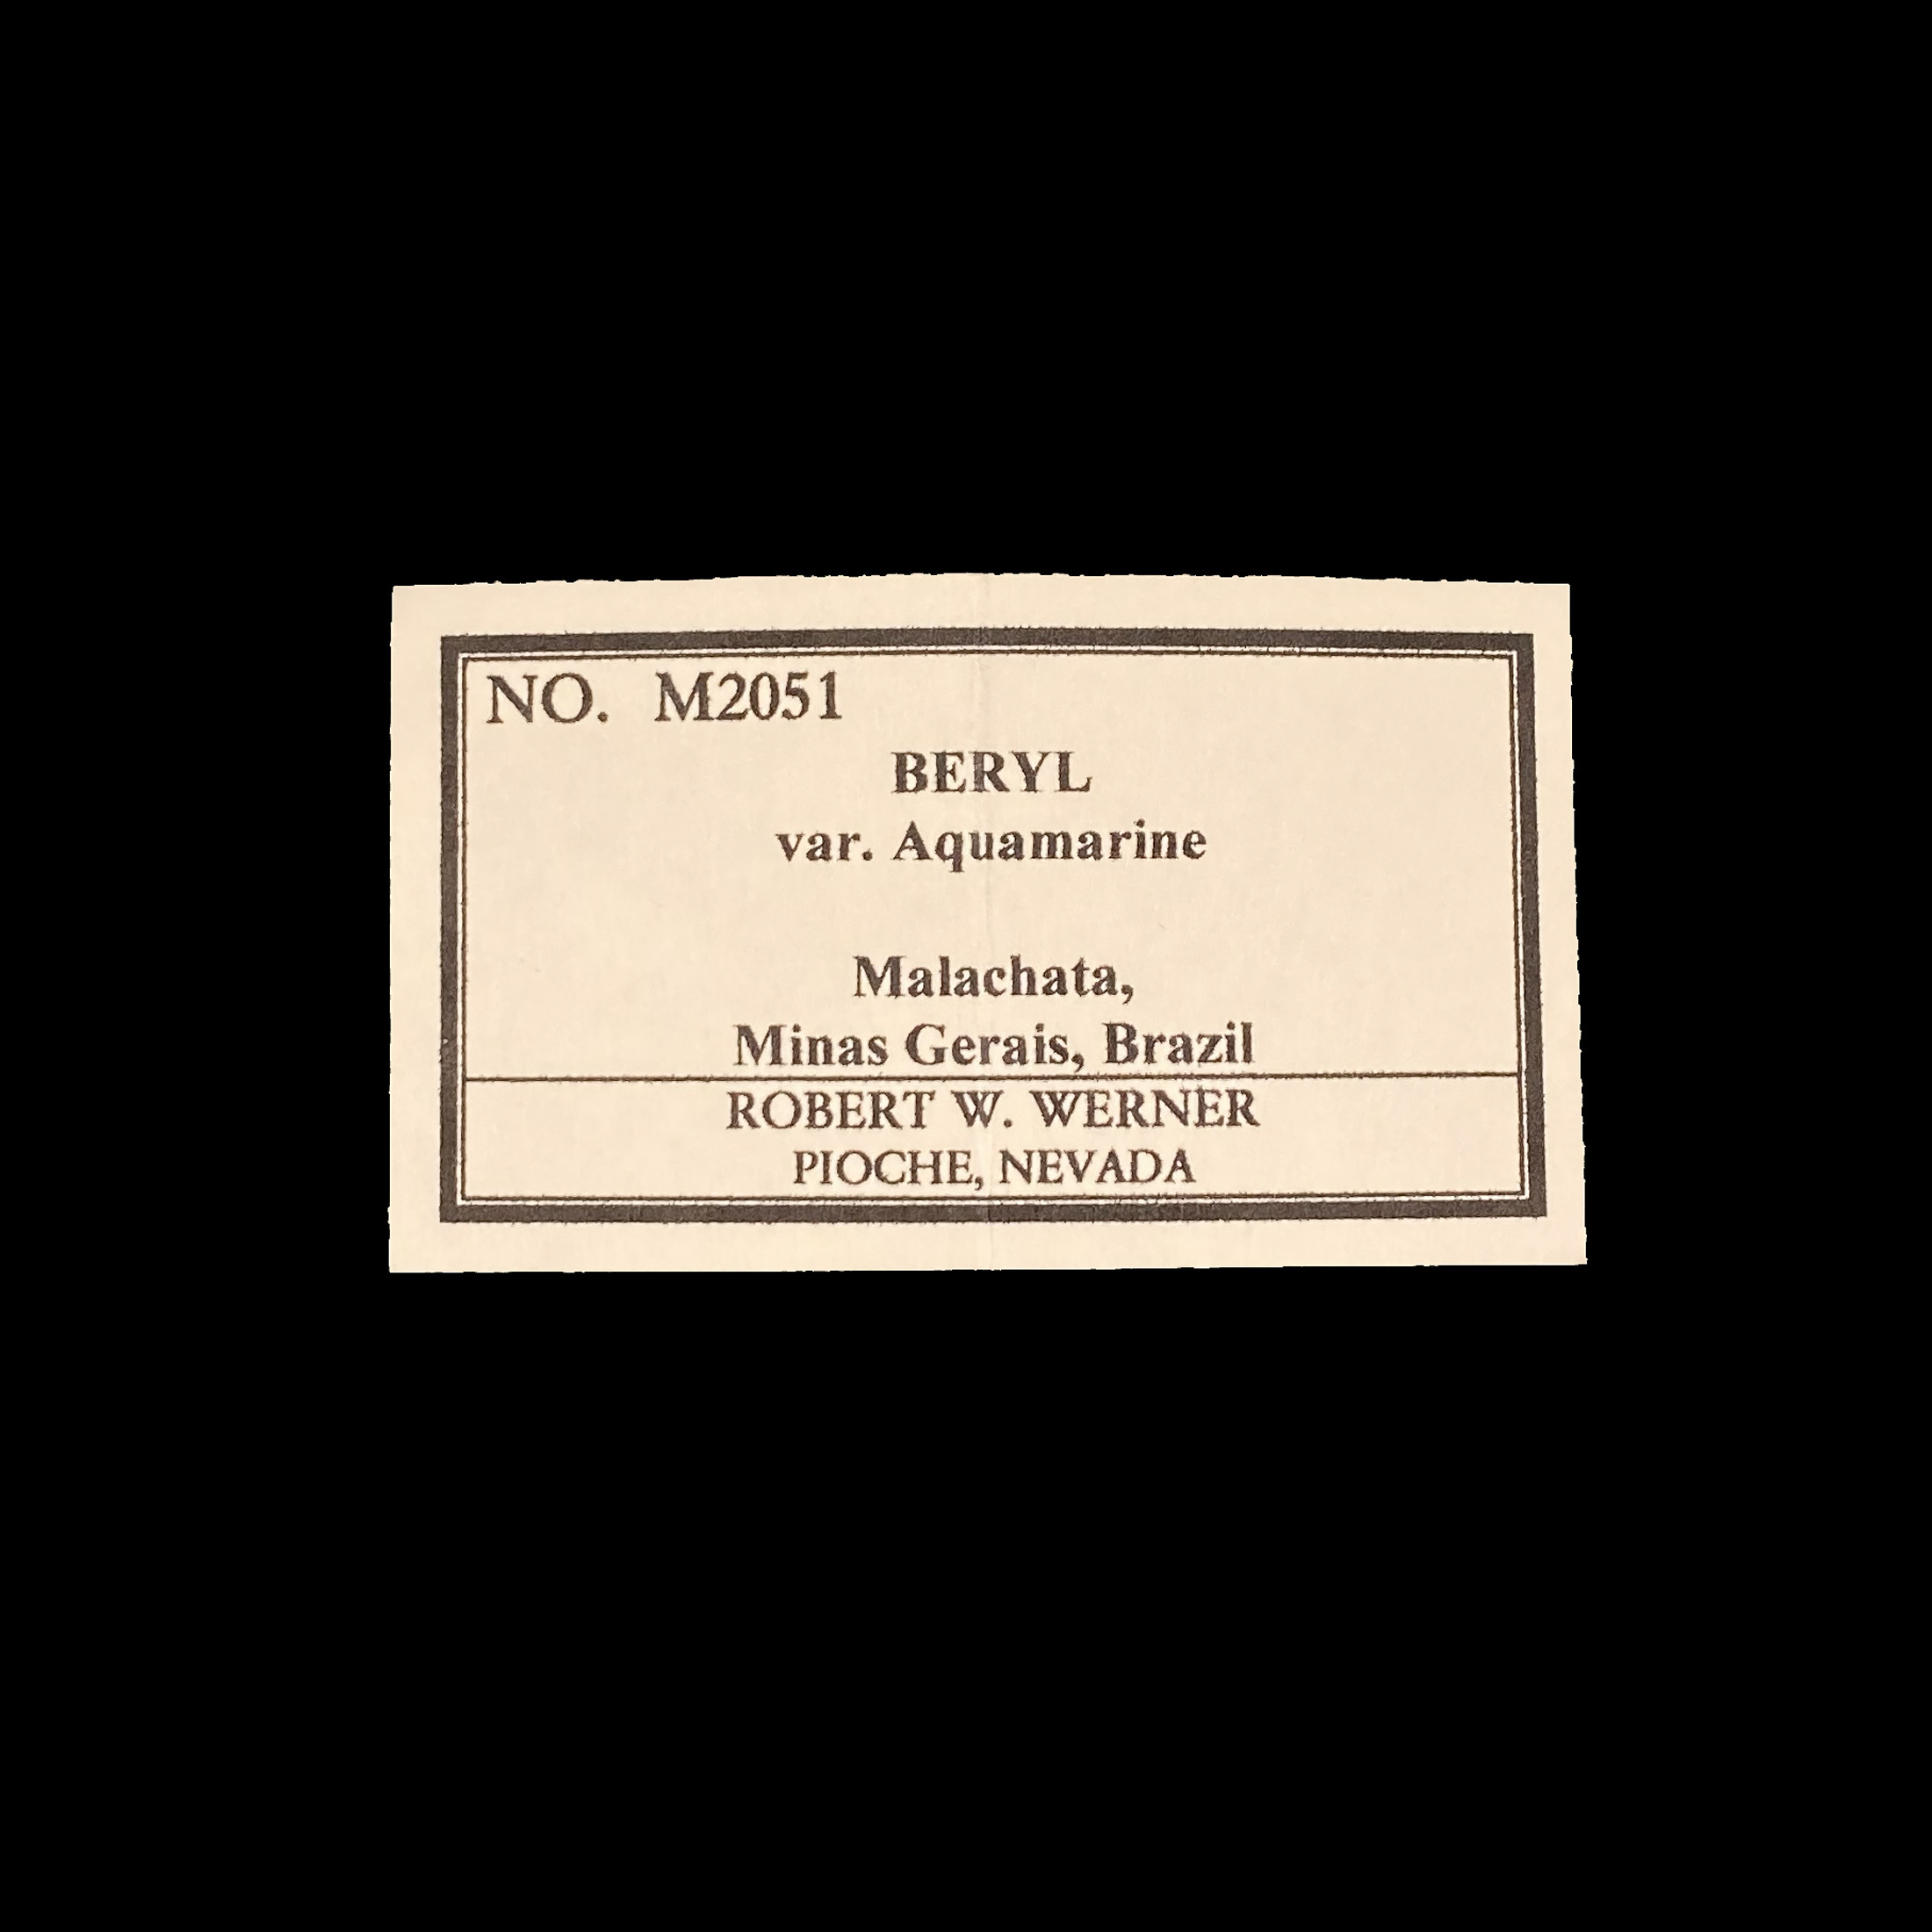 NO. M2051
BERYL
var. Aquamarine
Malachata,
Minas Gerais, Brazil
ROBERT W. WERNER
PIOCHE, NEVADA